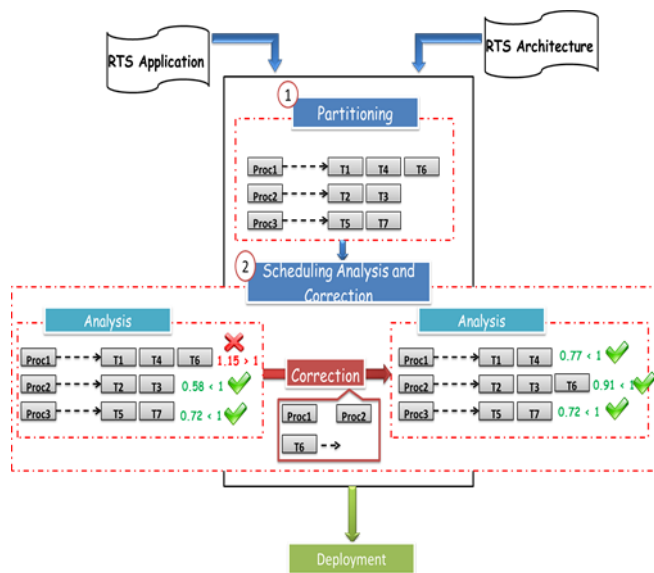 RTS Application
RTS Architecture
1
Partitioning
Proc1 T1 T4 T6
Proc2 T2 T3
Proc3 T5 T7
2
Scheduling Analysis and
Correction
Analysis
Proc1 T1 T4 T6 1.15 > 1
Proc2 T2 T3 0.58 < 1
Proc3 T5 T7 0.72 < 1
Correction
Proc1 Proc2
T6
Analysis
Proc1 T1 T4 0.77 < 1
Proc2 T2 T3 T6 0.91 < 1
Proc3 T5 T7 0.72 < 1
Deployment